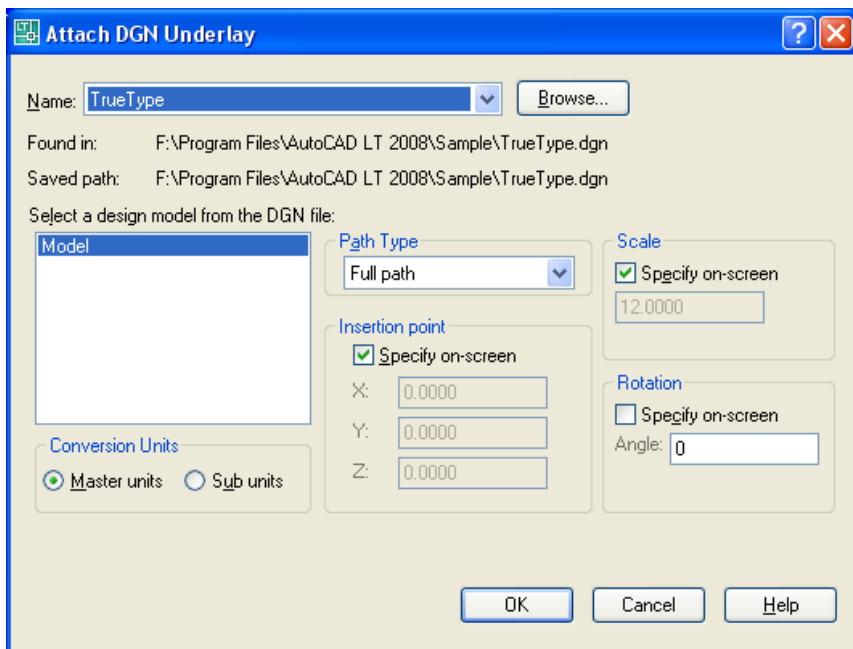 Attach DGN Underlay
Name: TrueType Browse...
Found in: F:\Program Files\AutoCAD LT 2008\Sample\TrueType.dgn
Saved path: F:\Program Files\AutoCAD LT 2008\Sample\TrueType.dgn
Select a design model from the DGN file:
Model
Conversion Units
Master units Sub units
Path Type
Full path
Insertion point
Specify on-screen
X: 0.0000
Y: 0.0000
Z: 0.0000
Scale
Specify on-screen
12.0000
Rotation
Specify on-screen
Angle: 0
OK Cancel Help